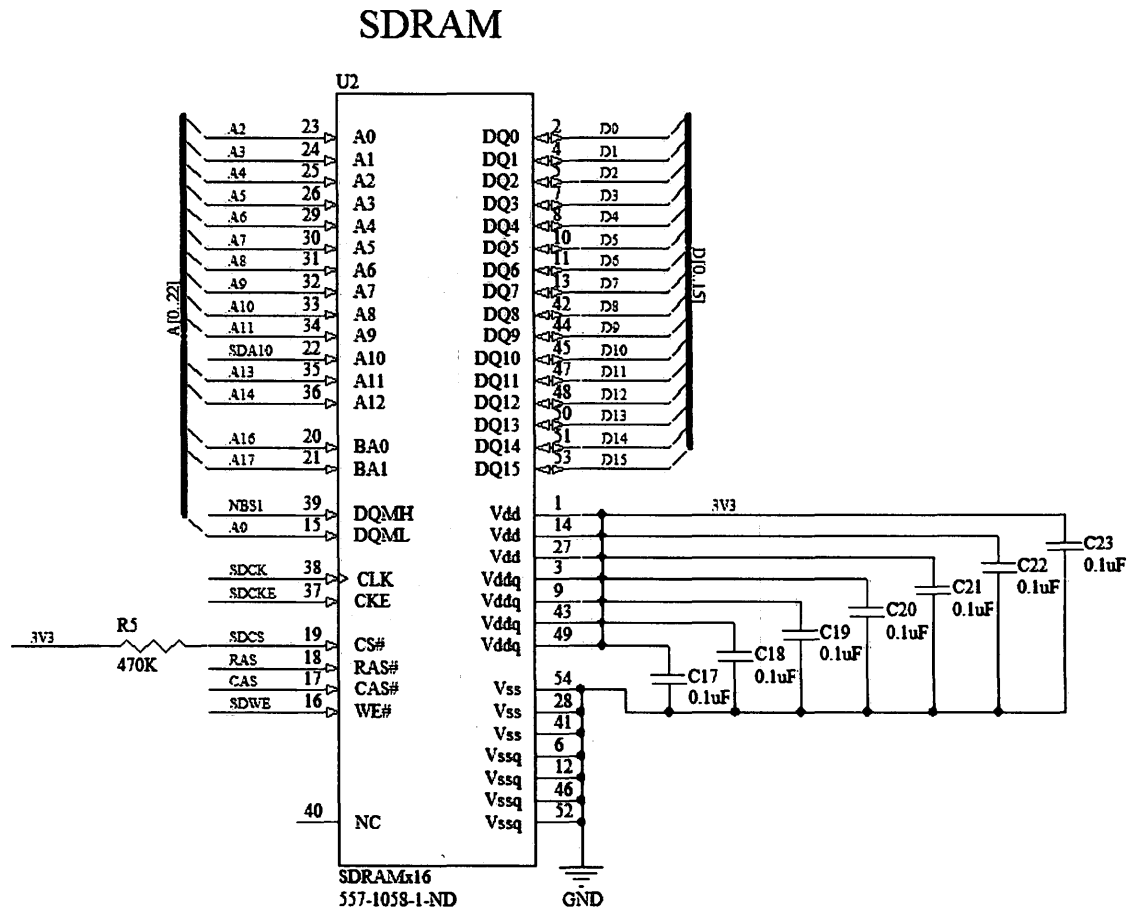 SDRAM
U2
A2 23 A0 DQ0 2 D0
A3 24 A1 DQ1 4 D1
A4 25 A2 DQ2 5 D2
A5 26 A3 DQ3 7 D3
A6 29 A4 DQ4 8 D4
A7 30 A5 DQ5 10 D5
A8 31 A6 DQ6 11 D6
A9 32 A7 DQ7 13 D7
A10 33 A8 DQ8 42 D8
A11 34 A9 DQ9 44 D9
SDA10 22 A10 DQ10 45 D10
A13 35 A11 DQ11 47 D11
A14 36 A12 DQ12 48 D12
DQ13 50 D13
A16 20 BA0 DQ14 51 D14
A17 21 BA1 DQ15 53 D15
A[0..22]
D[0..15]
NBS1 39 DQMH Vdd 1 3V3
A0 15 DQML Vdd 14
Vdd 27
SDCK 38 CLK Vddq 3
SDCKE 37 CKE Vddq 9
Vddq 43
3V3 R5 470K SDCS 19 CS# Vddq 49
RAS 18 RAS#
CAS 17 CAS# Vss 54
SDWE 16 WE# Vss 28
Vss 41
Vssq 6
Vssq 12
Vssq 46
40 NC Vssq 52
C23
0.1uF
C22
0.1uF
C21
0.1uF
C20
0.1uF
C19
0.1uF
C18
0.1uF
C17
0.1uF
SDRAMx16
557-1058-1-ND
GND